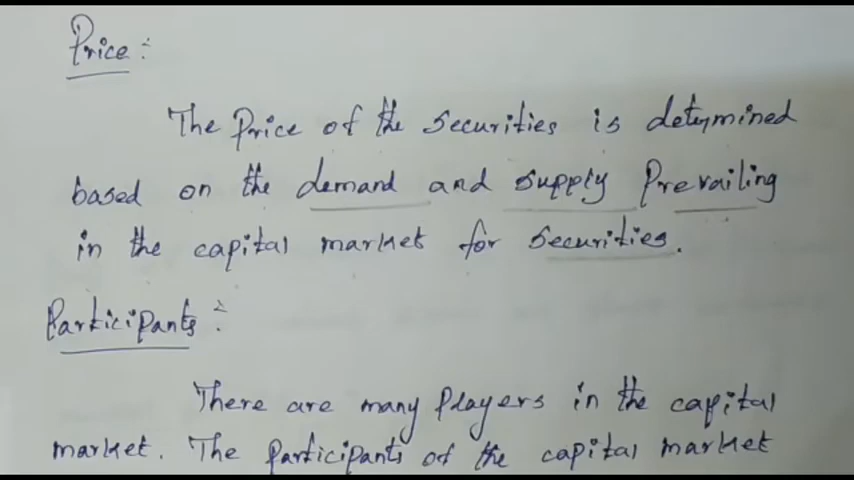 Price :-
The Price of the securities is determined
based on the demand and supply Prevailing
in the capital market for securities.
Participants :-
There are many Players in the capital
market. The Participants of the capital market